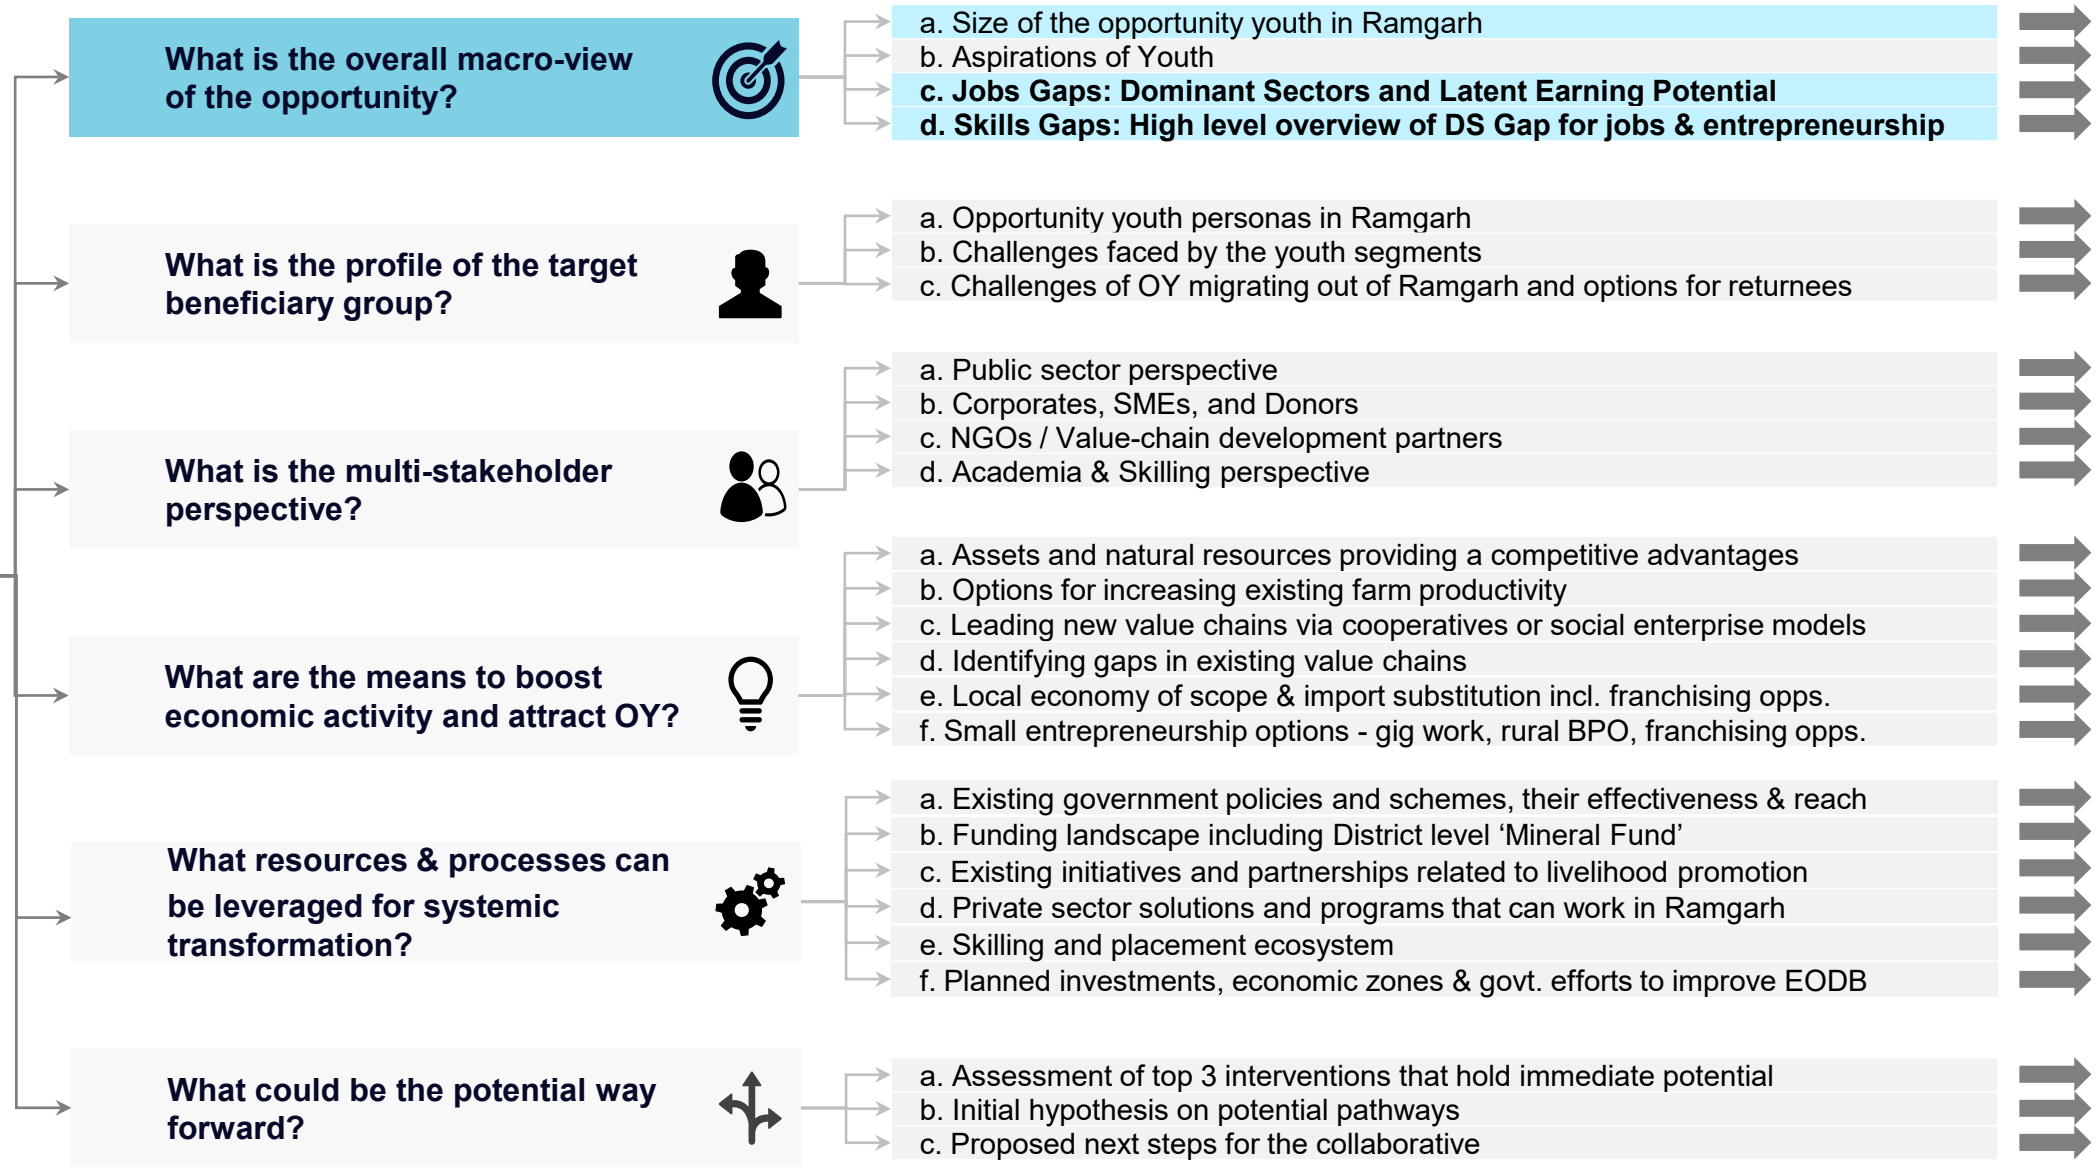 What is the overall macro-view
of the opportunity?
a. Size of the opportunity youth in Ramgarh
b. Aspirations of Youth
c. Jobs Gaps: Dominant Sectors and Latent Earning Potential
d. Skills Gaps: High level overview of DS Gap for jobs & entrepreneurship
What is the profile of the target
beneficiary group?
a. Opportunity youth personas in Ramgarh
b. Challenges faced by the youth segments
c. Challenges of OY migrating out of Ramgarh and options for returnees
What is the multi-stakeholder
perspective?
a. Public sector perspective
b. Corporates, SMEs, and Donors
c. NGOs / Value-chain development partners
d. Academia & Skilling perspective
What are the means to boost
economic activity and attract OY?
a. Assets and natural resources providing a competitive advantages
b. Options for increasing existing farm productivity
c. Leading new value chains via cooperatives or social enterprise models
d. Identifying gaps in existing value chains
e. Local economy of scope & import substitution incl. franchising opps.
f. Small entrepreneurship options - gig work, rural BPO, franchising opps.
What resources & processes can
be leveraged for systemic
transformation?
a. Existing government policies and schemes, their effectiveness & reach
b. Funding landscape including District level ‘Mineral Fund’
c. Existing initiatives and partnerships related to livelihood promotion
d. Private sector solutions and programs that can work in Ramgarh
e. Skilling and placement ecosystem
f. Planned investments, economic zones & govt. efforts to improve EODB
What could be the potential way
forward?
a. Assessment of top 3 interventions that hold immediate potential
b. Initial hypothesis on potential pathways
c. Proposed next steps for the collaborative